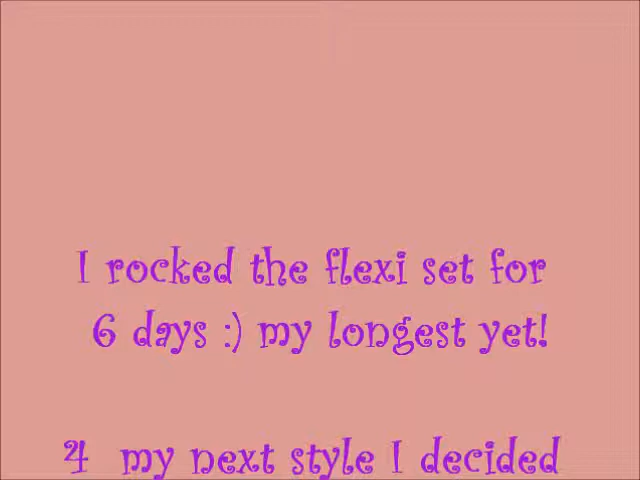 I rocked the flexi set for
6 days :) my longest yet!
4 my next style I decided